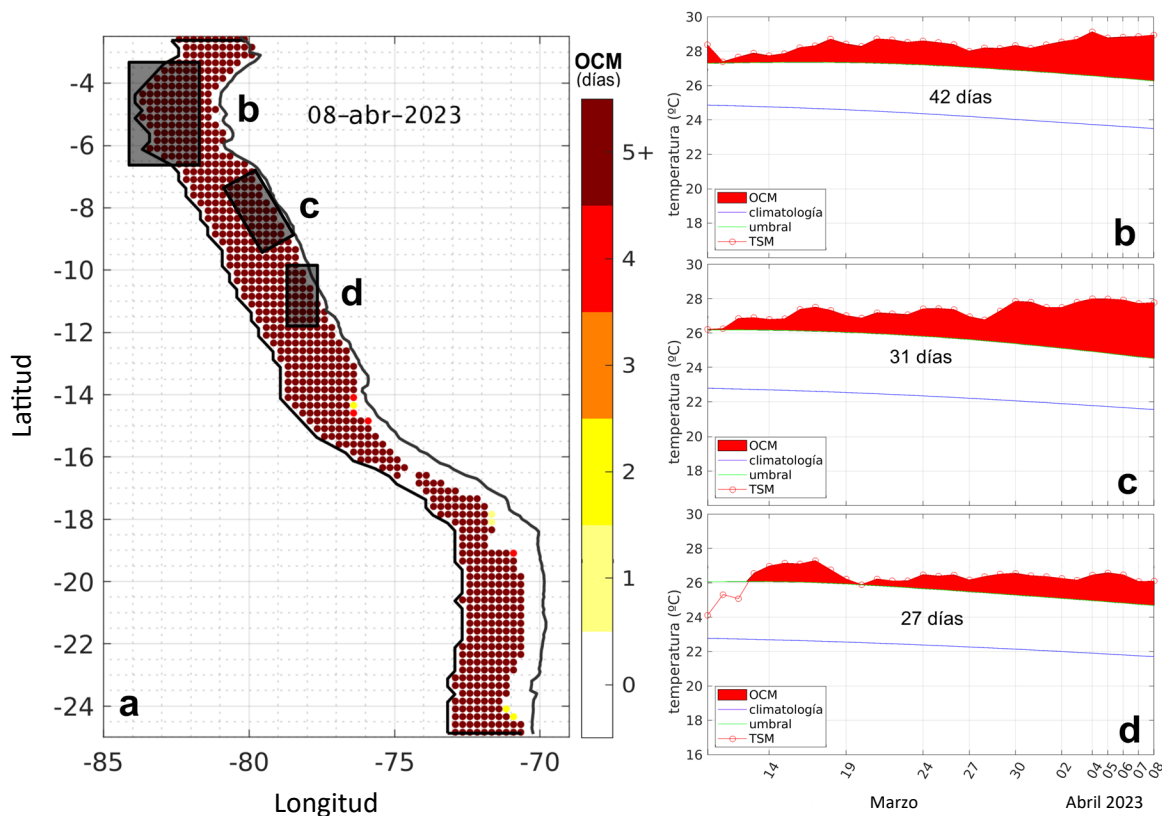 OCM
(días)
08-abr-2023
b
c
d
a
-4
-6
-8
-10
-12
-14
-16
-18
-20
-22
-24
-85
-80
-75
-70
Latitud
Longitud
5+
4
3
2
1
0
temperatura (ºC)
30
28
26
24
22
20
18
42 días
OCM
climatología
umbral
TSM
b
temperatura (ºC)
30
28
26
24
22
20
18
31 días
OCM
climatología
umbral
TSM
c
temperatura (ºC)
30
28
26
24
22
20
18
16
27 días
OCM
climatología
umbral
TSM
d
14 19 24 27 30 02 04 05 06 07 08
Marzo Abril 2023